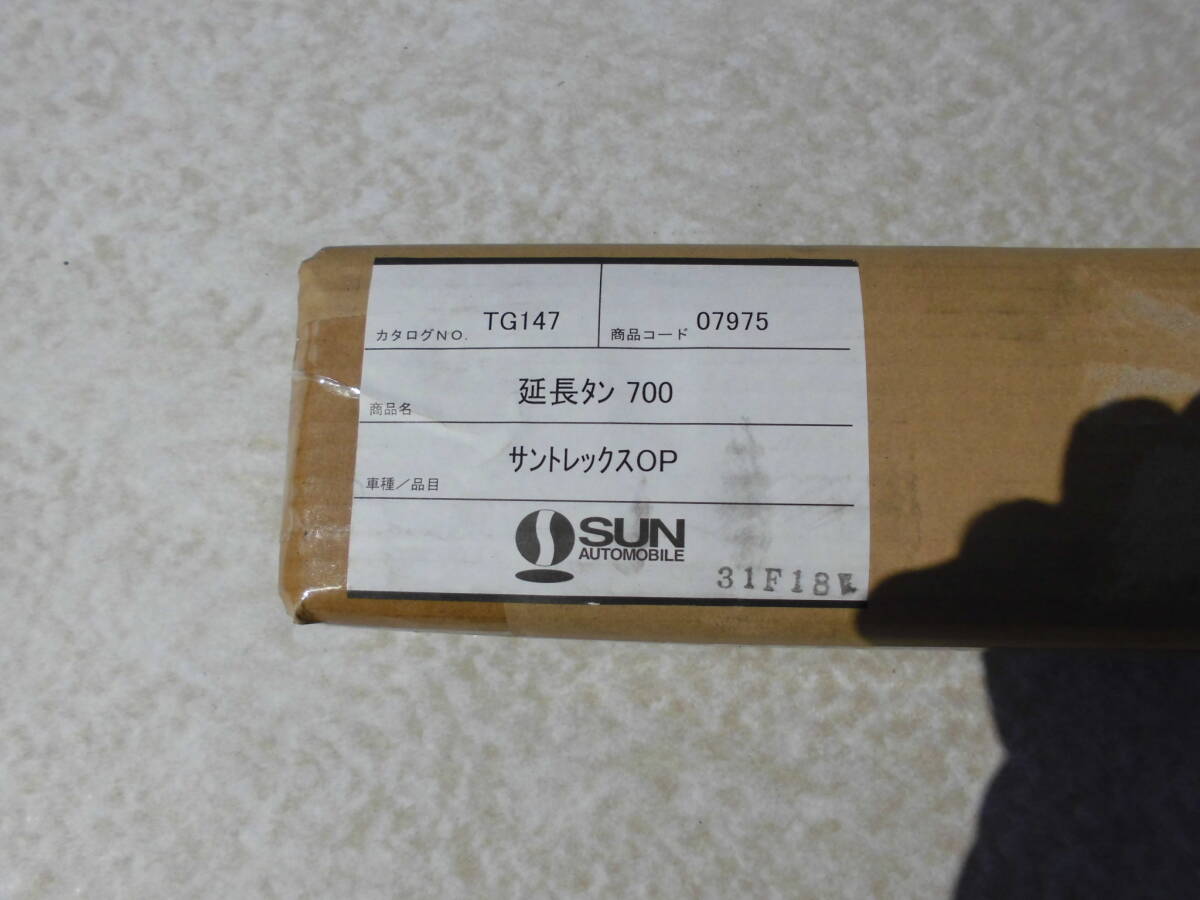 カタログNO. TG147 商品コード 07975
商品名 延長タン 700
車種／品目 サントレックスOP
SUN
AUTOMOBILE
31F18